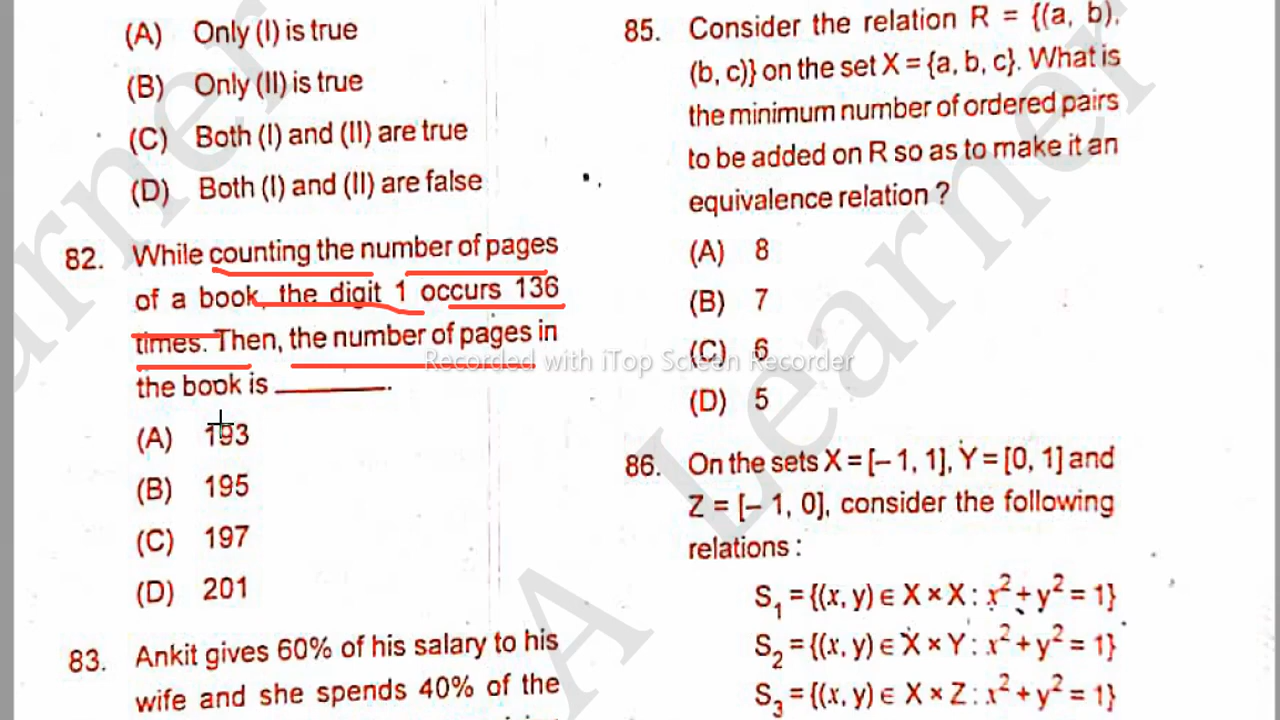 (A) Only (I) is true
(B) Only (II) is true
(C) Both (I) and (II) are true
(D) Both (I) and (II) are false
82. While counting the number of pages
of a book, the digit 1 occurs 136
times. Then, the number of pages in
the book is ________.
(A) 193
(B) 195
(C) 197
(D) 201
83. Ankit gives 60% of his salary to his
wife and she spends 40% of the
85. Consider the relation R = {(a, b),
(b, c)} on the set X = {a, b, c}. What is
the minimum number of ordered pairs
to be added on R so as to make it an
equivalence relation ?
(A) 8
(B) 7
(C) 6
(D) 5
86. On the sets X = [– 1, 1], Y = [0, 1] and
Z = [– 1, 0], consider the following
relations :
S₁ = {(x, y) ∈ X × X : x² + y² = 1}
S₂ = {(x, y) ∈ X × Y : x² + y² = 1}
S₃ = {(x, y) ∈ X × Z : x² + y² = 1}
Recorded with iTop Screen Recorder
A Learner